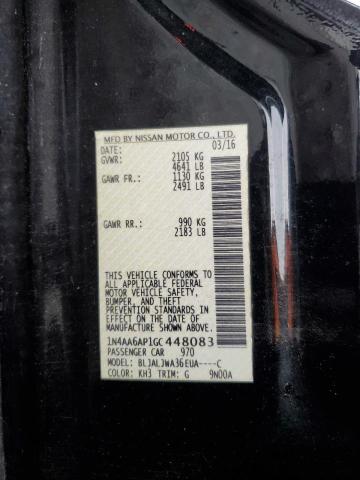 MFD BY NISSAN MOTOR CO., LTD.
03/16
GVWR: 2105 KG
4641 LB
GAWR FR.: 1130 KG
2491 LB
GAWR RR.: 990 KG
2183 LB
THIS VEHICLE CONFORMS TO
ALL APPLICABLE FEDERAL
MOTOR VEHICLE SAFETY,
BUMPER, AND THEFT
PREVENTION STANDARDS
IN EFFECT ON THE DATE OF
MANUFACTURE SHOWN ABOVE.
1N4AA6AP1GC448083
PASSENGER CAR 970
MODEL: BLJALJWA36EUA----C
COLOR: KH3 TRIM: G 9N00A